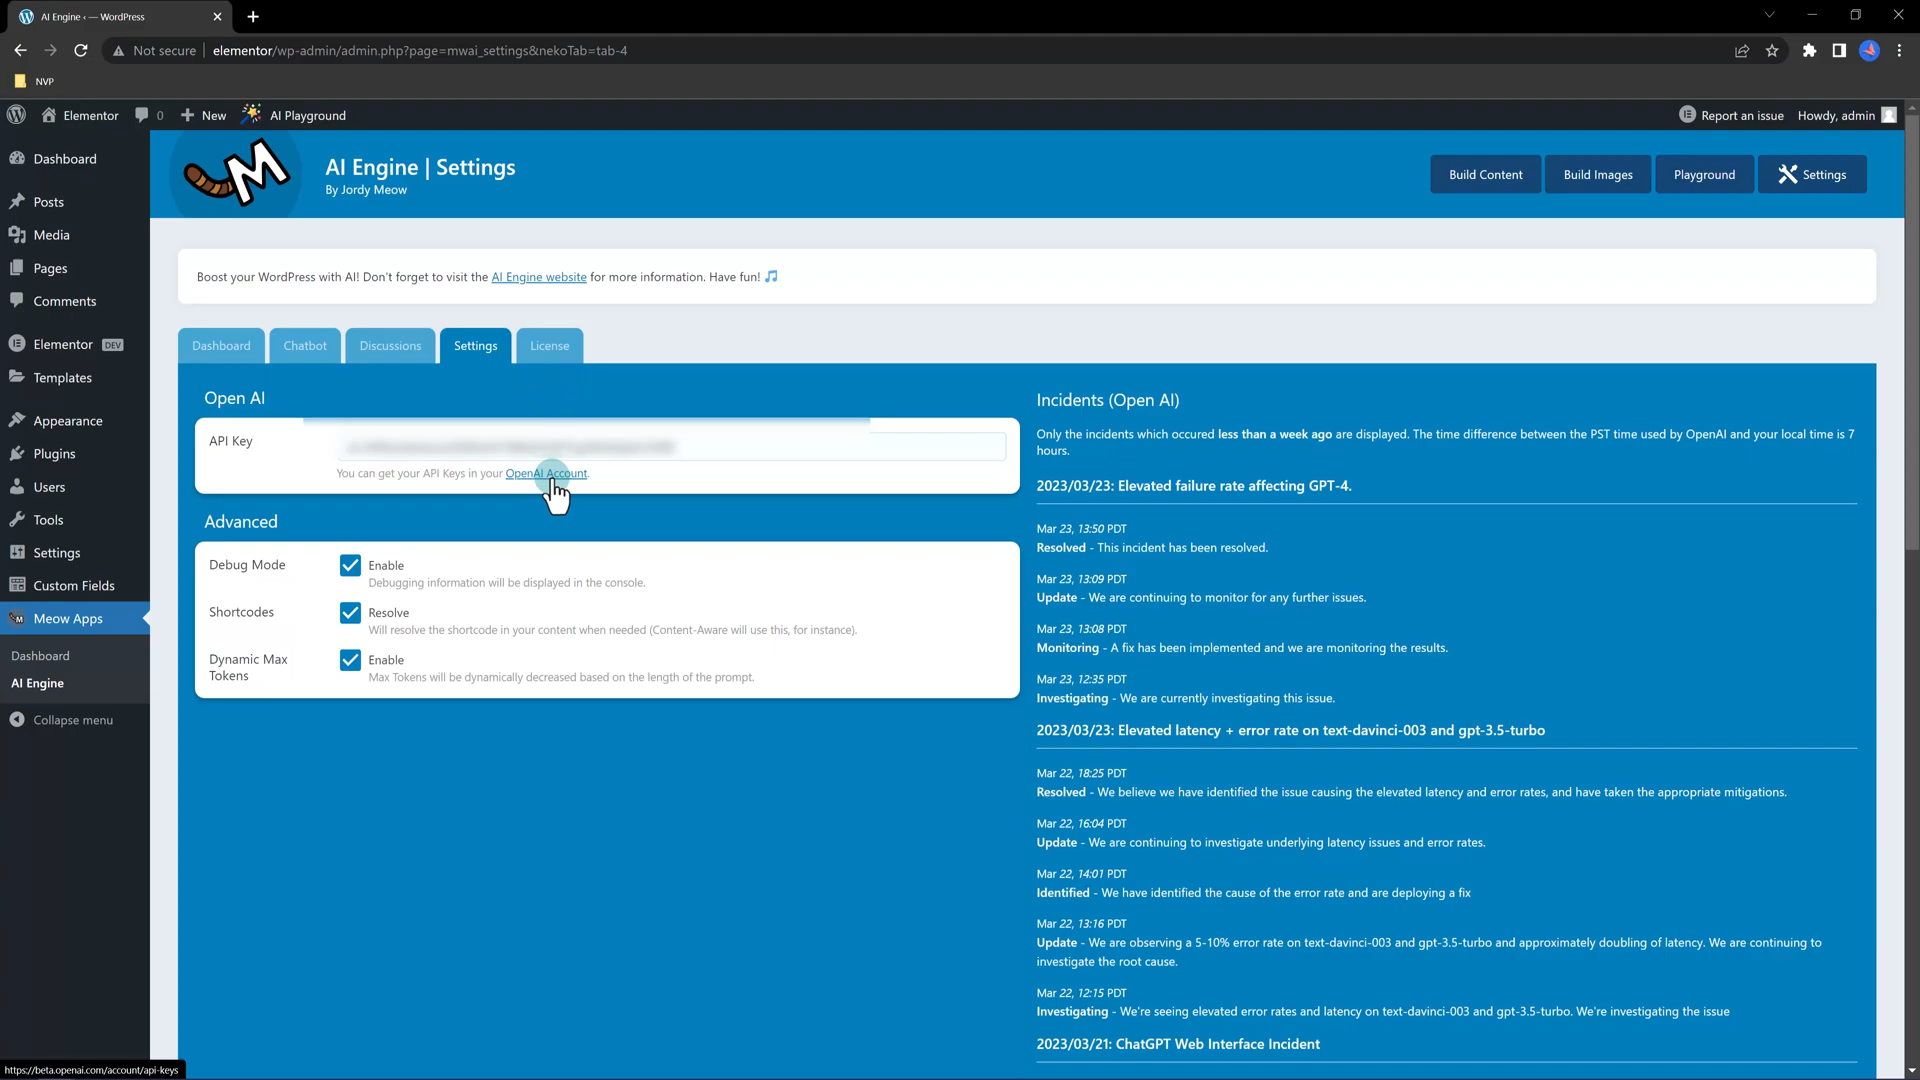 AI Engine ‹ — WordPress
Not secure
elementor/wp-admin/admin.php?page=mwai_settings&nekoTab=tab-4
NVP
Elementor
0
New
AI Playground
Report an issue
Howdy, admin
Dashboard
Posts
Media
Pages
Comments
Elementor DEV
Templates
Appearance
Plugins
Users
Tools
Settings
Custom Fields
Meow Apps
Dashboard
AI Engine
Collapse menu
M
AI Engine | Settings
By Jordy Meow
Build Content
Build Images
Playground
Settings
Boost your WordPress with AI! Don't forget to visit the AI Engine website for more information. Have fun! 🎵
Dashboard
Chatbot
Discussions
Settings
License
Open AI
API Key
You can get your API Keys in your OpenAI Account.
Advanced
Debug Mode
Enable
Debugging information will be displayed in the console.
Shortcodes
Resolve
Will resolve the shortcode in your content when needed (Content-Aware will use this, for instance).
Dynamic Max
Tokens
Enable
Max Tokens will be dynamically decreased based on the length of the prompt.
Incidents (Open AI)
Only the incidents which occured less than a week ago are displayed. The time difference between the PST time used by OpenAI and your local time is 7
hours.
2023/03/23: Elevated failure rate affecting GPT-4.
Mar 23, 13:50 PDT
Resolved - This incident has been resolved.
Mar 23, 13:09 PDT
Update - We are continuing to monitor for any further issues.
Mar 23, 13:08 PDT
Monitoring - A fix has been implemented and we are monitoring the results.
Mar 23, 12:35 PDT
Investigating - We are currently investigating this issue.
2023/03/23: Elevated latency + error rate on text-davinci-003 and gpt-3.5-turbo
Mar 22, 18:25 PDT
Resolved - We believe we have identified the issue causing the elevated latency and error rates, and have taken the appropriate mitigations.
Mar 22, 16:04 PDT
Update - We are continuing to investigate underlying latency issues and error rates.
Mar 22, 14:01 PDT
Identified - We have identified the cause of the error rate and are deploying a fix
Mar 22, 13:16 PDT
Update - We are observing a 5-10% error rate on text-davinci-003 and gpt-3.5-turbo and approximately doubling of latency. We are continuing to
investigate the root cause.
Mar 22, 12:15 PDT
Investigating - We're seeing elevated error rates and latency on text-davinci-003 and gpt-3.5-turbo. We're investigating the issue
2023/03/21: ChatGPT Web Interface Incident
https://beta.openai.com/account/api-keys